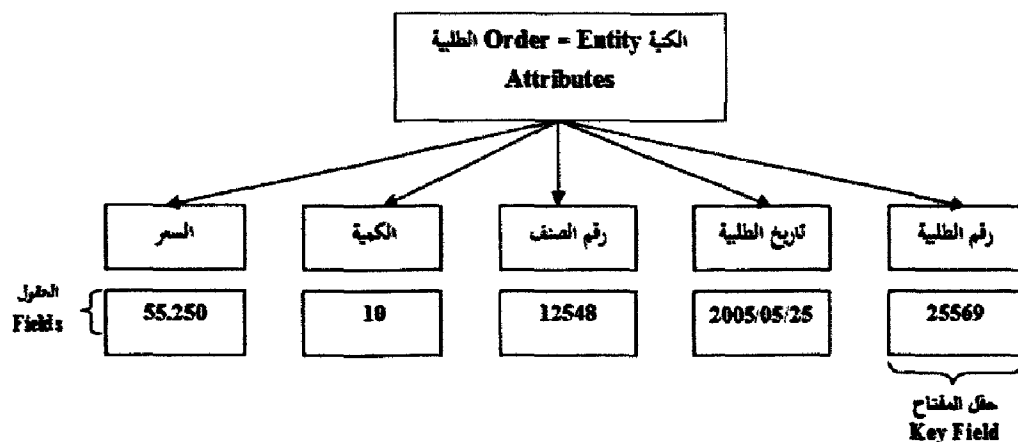 الكتية Order = Entity الطلبية
Attributes
رقم الطلبية
تاريخ الطلبية
رقم الصنف
الكمية
السعر
الحقول
Fields
25569
2005/05/25
12548
10
55.250
حقل المفتاح
Key Field